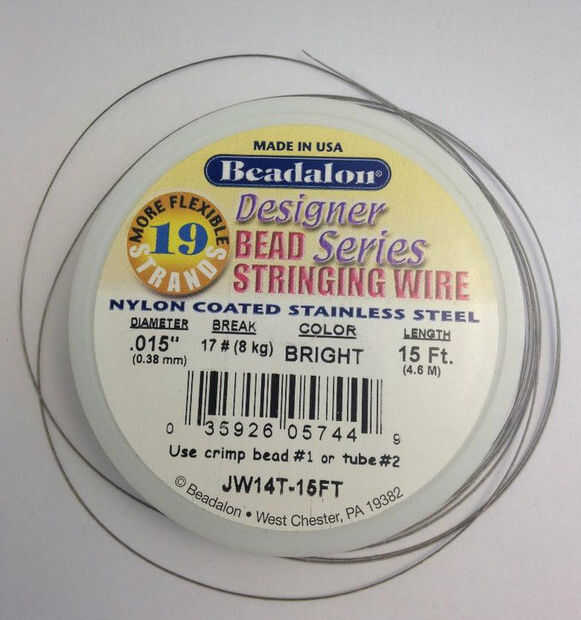 MADE IN USA
Beadalon®
Designer
MORE FLEXIBLE
19
STRANDS
BEAD Series
STRINGING WIRE
NYLON COATED STAINLESS STEEL
DIAMETER BREAK COLOR LENGTH
.015" 17 # (8 kg) BRIGHT 15 Ft.
(0.38 mm) (4.6 M)
0 35926 05744 9
Use crimp bead #1 or tube #2
JW14T-15FT
© Beadalon • West Chester, PA 19382